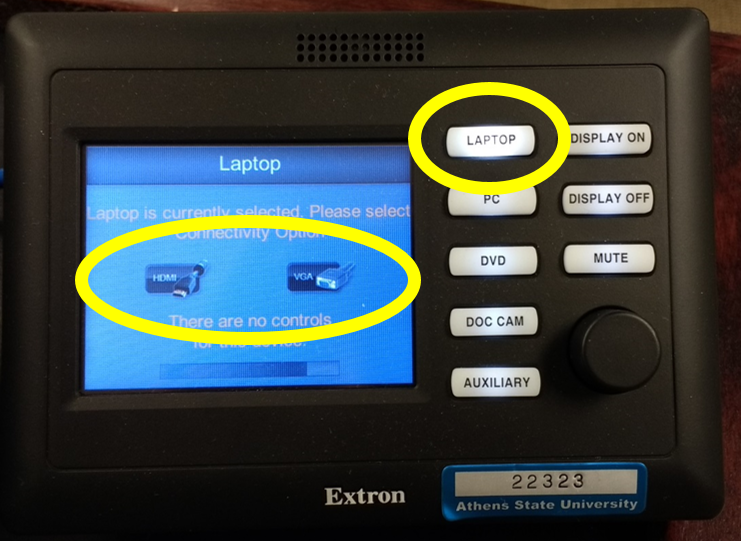 Laptop
Laptop is currently selected. Please select
Connectivity Option
HDMI
VGA
There are no controls
for this device.
LAPTOP
DISPLAY ON
PC
DISPLAY OFF
DVD
MUTE
DOC CAM
AUXILIARY
Extron
22323
Athens State University